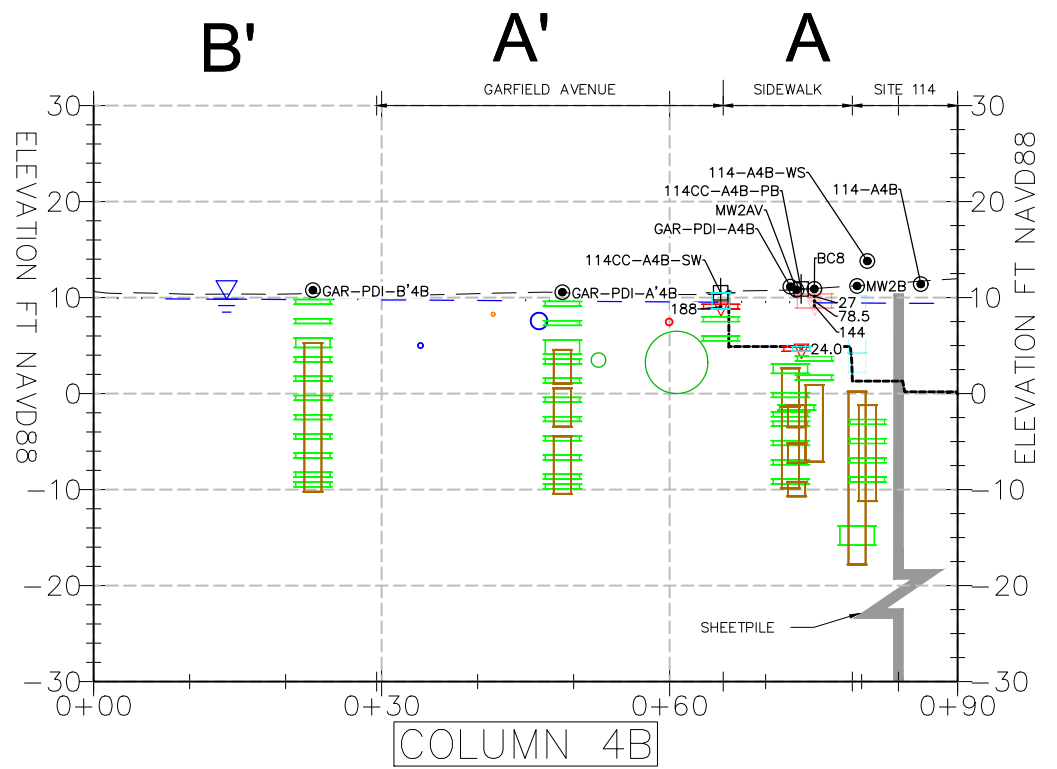 B' A' A
GARFIELD AVENUE SIDEWALK SITE 114
30 30
20 20
10 10
0 0
-10 -10
-20 -20
-30 -30
ELEVATION FT NAVD88
ELEVATION FT NAVD88
114-A4B-WS
114CC-A4B-PB
114-A4B
MW2AV
GAR-PDI-A4B
114CC-A4B-SW
BC8
GAR-PDI-B'4B
GAR-PDI-A'4B
MW2B
188
27
78.5
144
24.0
SHEETPILE
0+00 0+30 0+60 0+90
COLUMN 4B